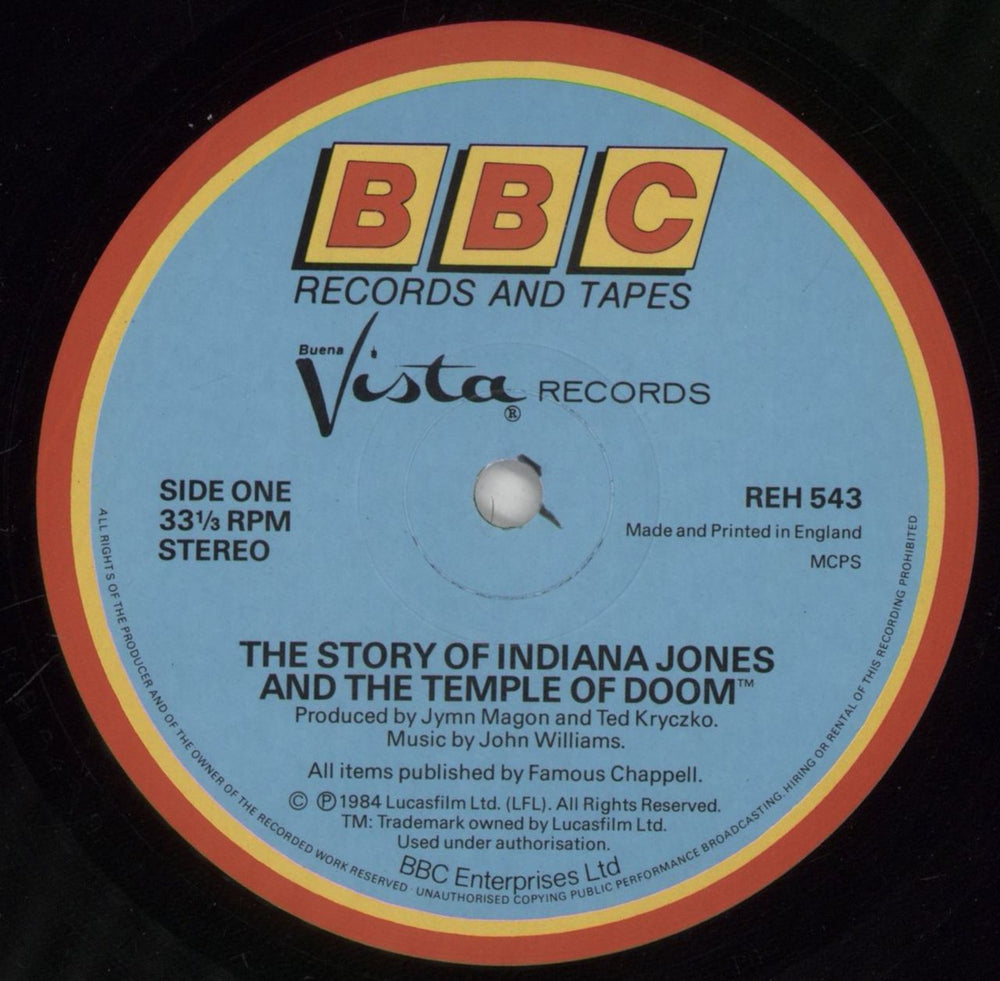 BBC
RECORDS AND TAPES
Buena
Vista RECORDS
®
SIDE ONE
33⅓ RPM
STEREO
REH 543
Made and Printed in England
MCPS
THE STORY OF INDIANA JONES
AND THE TEMPLE OF DOOM™
Produced by Jymn Magon and Ted Kryczko.
Music by John Williams.
All items published by Famous Chappell.
© ℗ 1984 Lucasfilm Ltd. (LFL). All Rights Reserved.
TM: Trademark owned by Lucasfilm Ltd.
Used under authorisation.
BBC Enterprises Ltd
ALL RIGHTS OF THE PRODUCER AND OF THE OWNER OF THE RECORDED WORK RESERVED · UNAUTHORISED COPYING PUBLIC PERFORMANCE BROADCASTING, HIRING OR RENTAL OF THIS RECORDING PROHIBITED